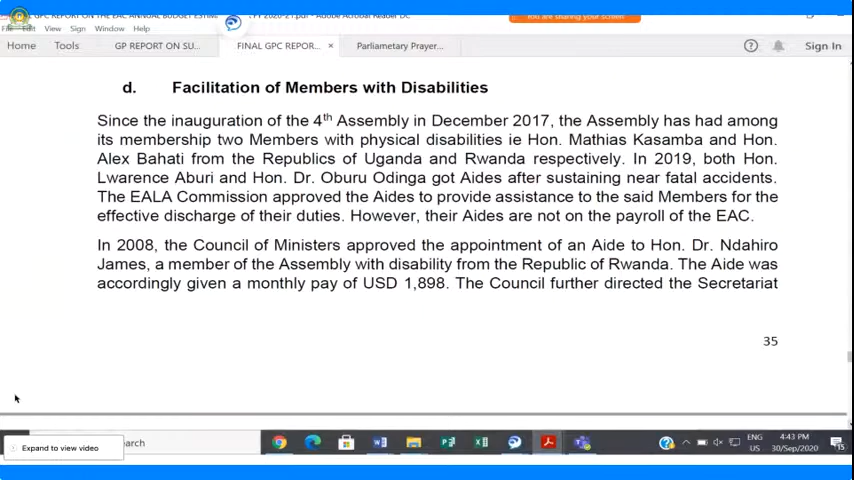 GPC REPORT ON THE EAC ANNUAL BUDGET ESTIM
FY 2020-21.pdf - Adobe Acrobat Reader DC
You are sharing your screen
File Edit View Sign Window Help
Home Tools GP REPORT ON SU... FINAL GPC REPOR... × Parliametary Prayer... Sign In
d. Facilitation of Members with Disabilities
Since the inauguration of the 4th Assembly in December 2017, the Assembly has had among
its membership two Members with physical disabilities ie Hon. Mathias Kasamba and Hon.
Alex Bahati from the Republics of Uganda and Rwanda respectively. In 2019, both Hon.
Lwarence Aburi and Hon. Dr. Oburu Odinga got Aides after sustaining near fatal accidents.
The EALA Commission approved the Aides to provide assistance to the said Members for the
effective discharge of their duties. However, their Aides are not on the payroll of the EAC.
In 2008, the Council of Ministers approved the appointment of an Aide to Hon. Dr. Ndahiro
James, a member of the Assembly with disability from the Republic of Rwanda. The Aide was
accordingly given a monthly pay of USD 1,898. The Council further directed the Secretariat
35
Expand to view video
earch
ENG
US
4:43 PM
30/Sep/2020
15